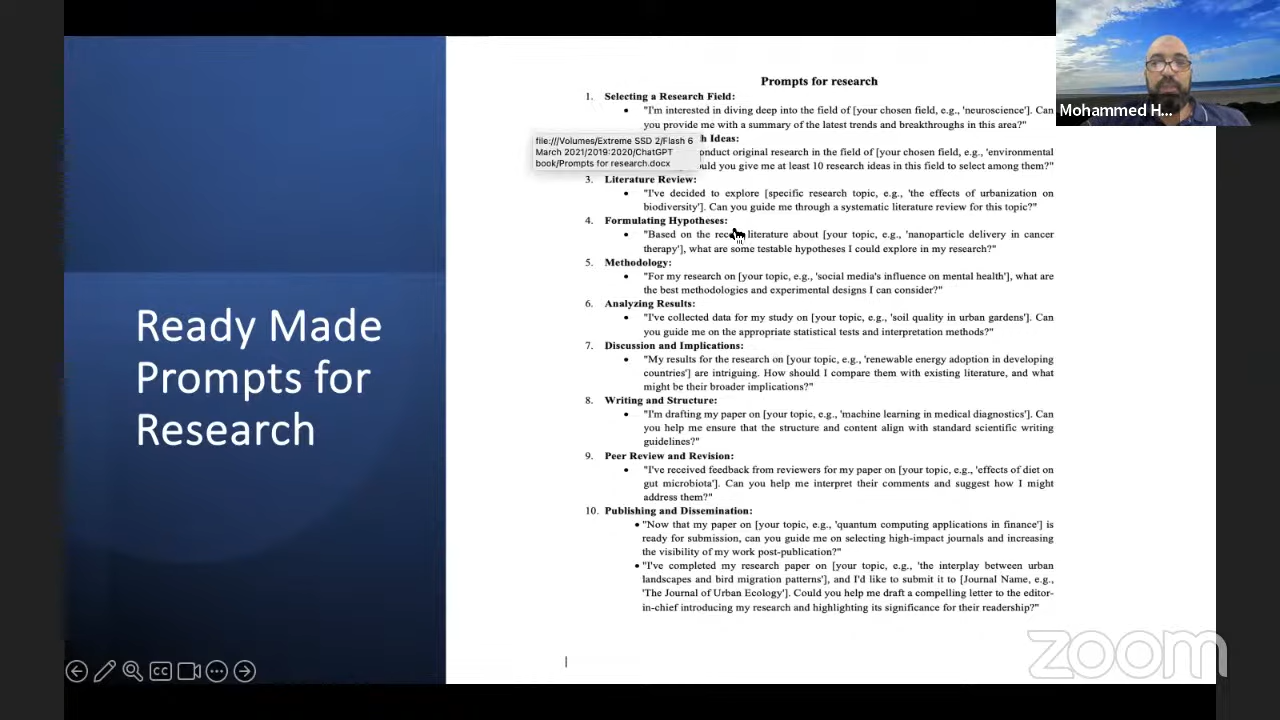 Mohammed H...
Ready Made
Prompts for
Research
Prompts for research
1. Selecting a Research Field:
• "I'm interested in diving deep into the field of [your chosen field, e.g., 'neuroscience']. Can
you provide me with a summary of the latest trends and breakthroughs in this area?"
file:///Volumes/Extreme SSD 2/Flash 6
March 2021/2019:2020/ChatGPT
book/Prompts for research.docx
h Ideas:
conduct original research in the field of [your chosen field, e.g., 'environmental
ould you give me at least 10 research ideas in this field to select among them?"
3. Literature Review:
• "I've decided to explore [specific research topic, e.g., 'the effects of urbanization on
biodiversity']. Can you guide me through a systematic literature review for this topic?"
4. Formulating Hypotheses:
• "Based on the literature about [your topic, e.g., 'nanoparticle delivery in cancer
therapy'], what are some testable hypotheses I could explore in my research?"
5. Methodology:
• "For my research on [your topic, e.g., 'social media's influence on mental health'], what are
the best methodologies and experimental designs I can consider?"
6. Analyzing Results:
• "I've collected data for my study on [your topic, e.g., 'soil quality in urban gardens']. Can
you guide me on the appropriate statistical tests and interpretation methods?"
7. Discussion and Implications:
• "My results for the research on [your topic, e.g., 'renewable energy adoption in developing
countries'] are intriguing. How should I compare them with existing literature, and what
might be their broader implications?"
8. Writing and Structure:
• "I'm drafting my paper on [your topic, e.g., 'machine learning in medical diagnostics']. Can
you help me ensure that the structure and content align with standard scientific writing
guidelines?"
9. Peer Review and Revision:
• "I've received feedback from reviewers for my paper on [your topic, e.g., 'effects of diet on
gut microbiota']. Can you help me interpret their comments and suggest how I might
address them?"
10. Publishing and Dissemination:
• "Now that my paper on [your topic, e.g., 'quantum computing applications in finance'] is
ready for submission, can you guide me on selecting high-impact journals and increasing
the visibility of my work post-publication?"
• "I've completed my research paper on [your topic, e.g., 'the interplay between urban
landscapes and bird migration patterns'], and I'd like to submit it to [Journal Name, e.g.,
'The Journal of Urban Ecology']. Could you help me draft a compelling letter to the editor-
in-chief introducing my research and highlighting its significance for their readership?"
CC
zoom